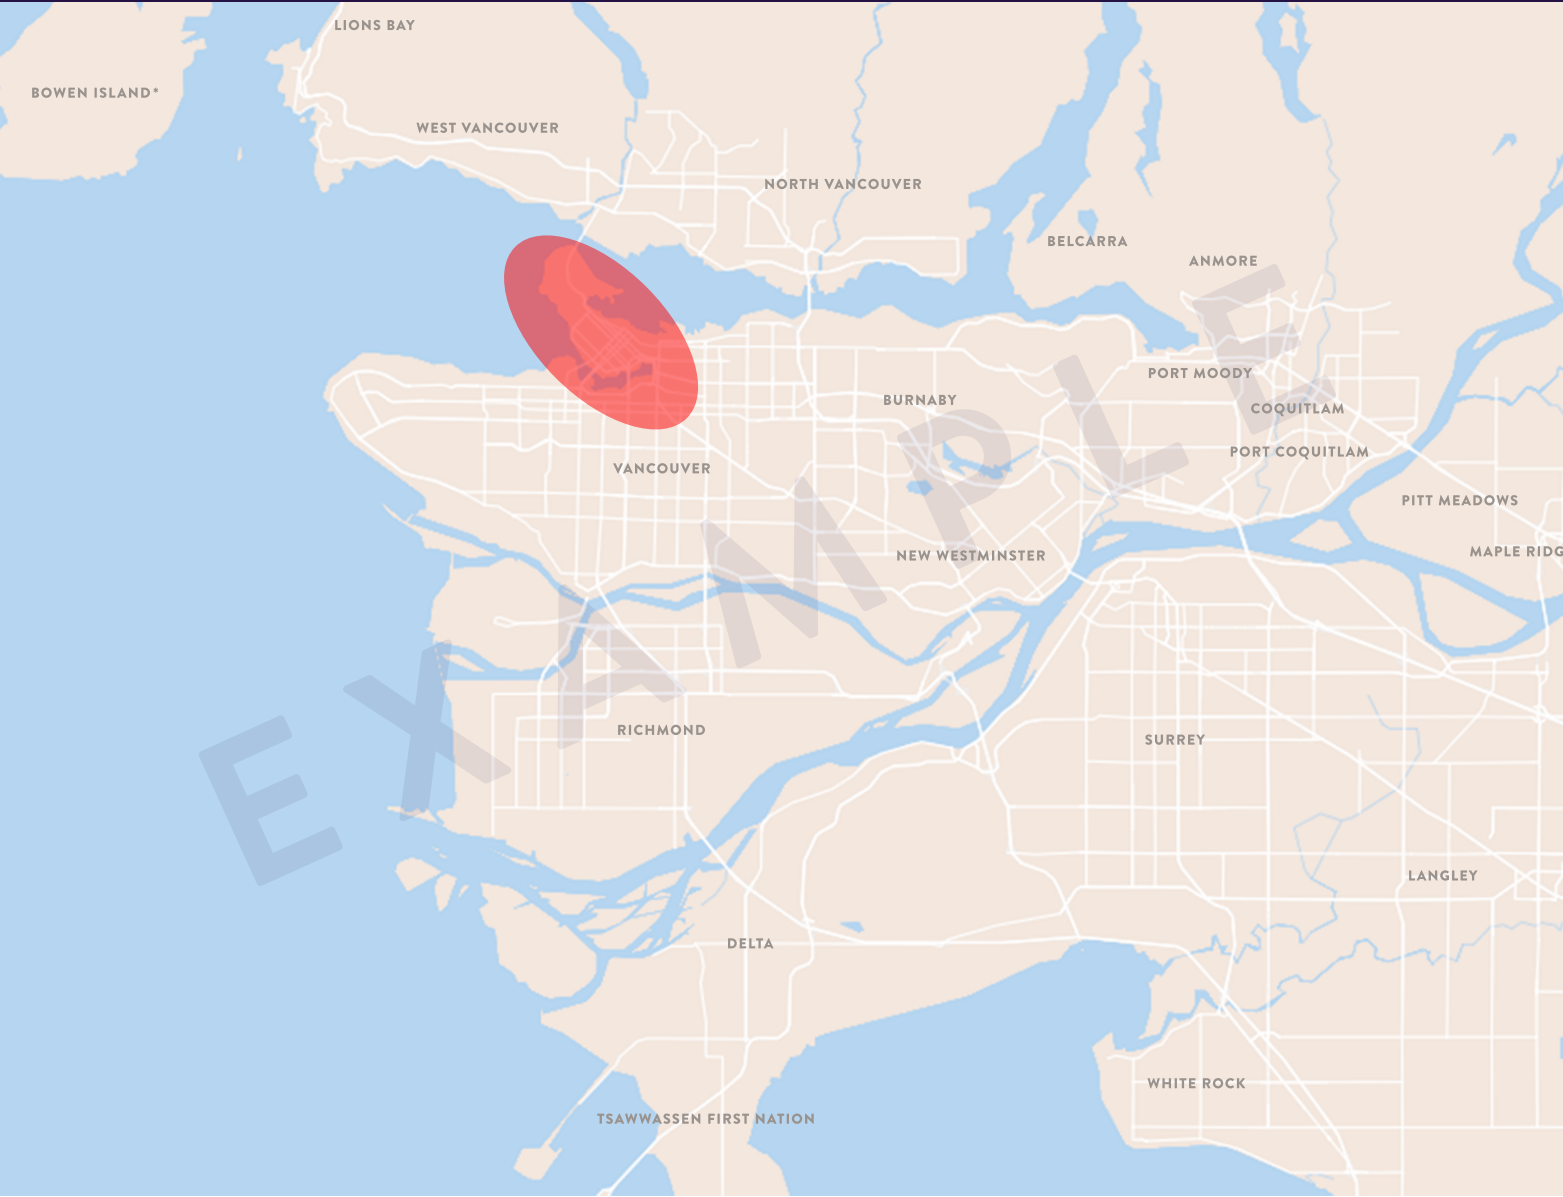 LIONS BAY
BOWEN ISLAND*
WEST VANCOUVER
NORTH VANCOUVER
BELCARRA
ANMORE
PORT MOODY
BURNABY
COQUITLAM
PORT COQUITLAM
VANCOUVER
PITT MEADOWS
MAPLE RIDG
NEW WESTMINSTER
EXAMPLE
RICHMOND
SURREY
LANGLEY
DELTA
WHITE ROCK
TSAWWASSEN FIRST NATION